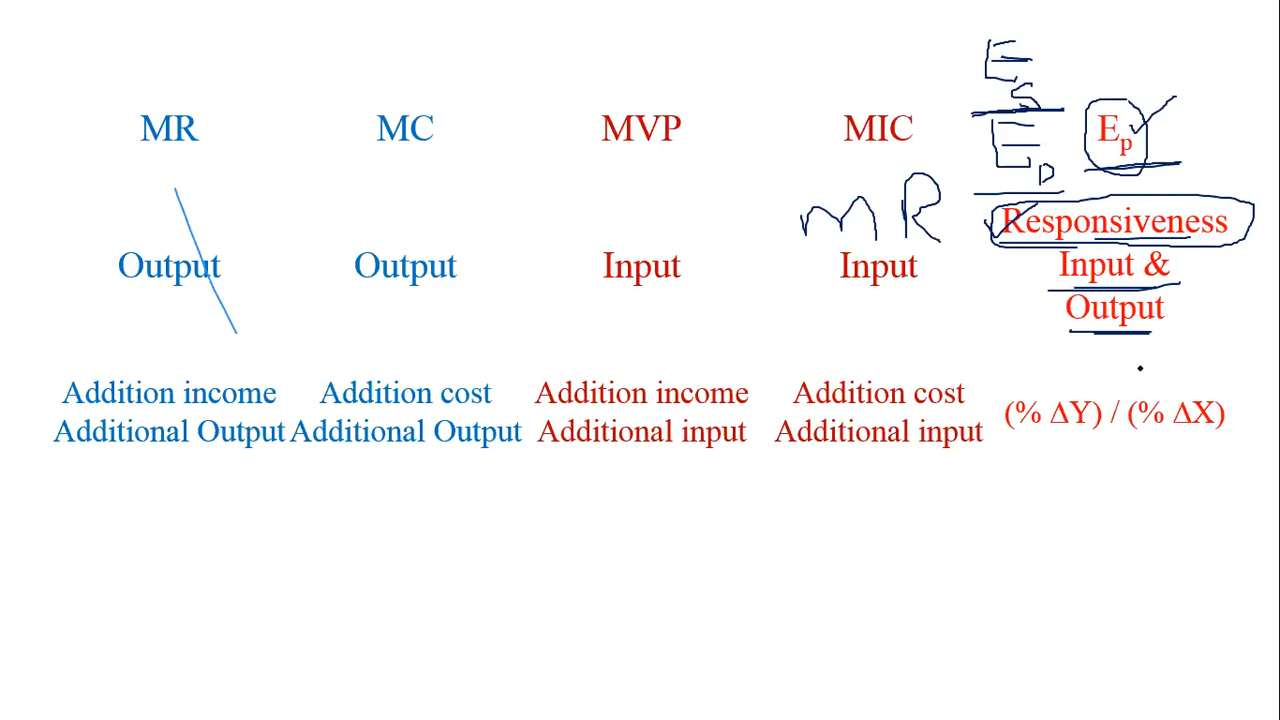 E
S
MR MC MVP MIC E
D Ep
MR
Responsiveness
Output Output Input Input Input &
Output
Addition income Addition cost Addition income Addition cost
Additional Output Additional Output Additional input Additional input
(% ΔY) / (% ΔX)